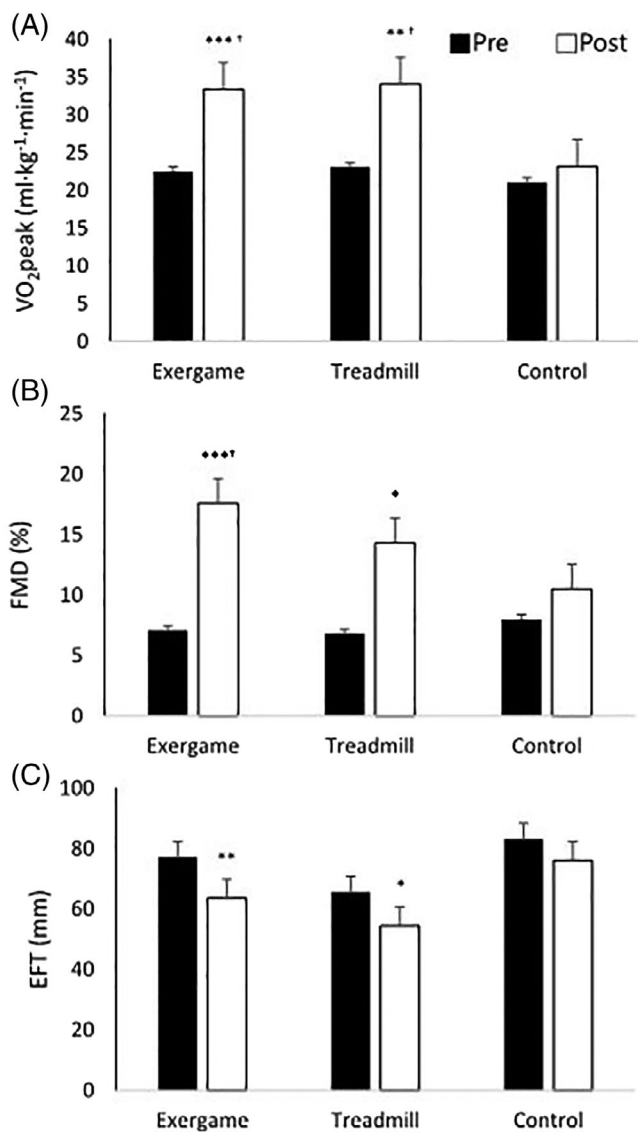 (A)
VO₂peak (ml·kg⁻¹·min⁻¹)
40
35
30
25
20
15
10
5
0
***†
**†
Pre Post
Exergame Treadmill Control
(B)
FMD (%)
25
20
15
10
5
0
***†
*
Exergame Treadmill Control
(C)
EFT (mm)
100
80
60
40
20
0
**
*
Exergame Treadmill Control